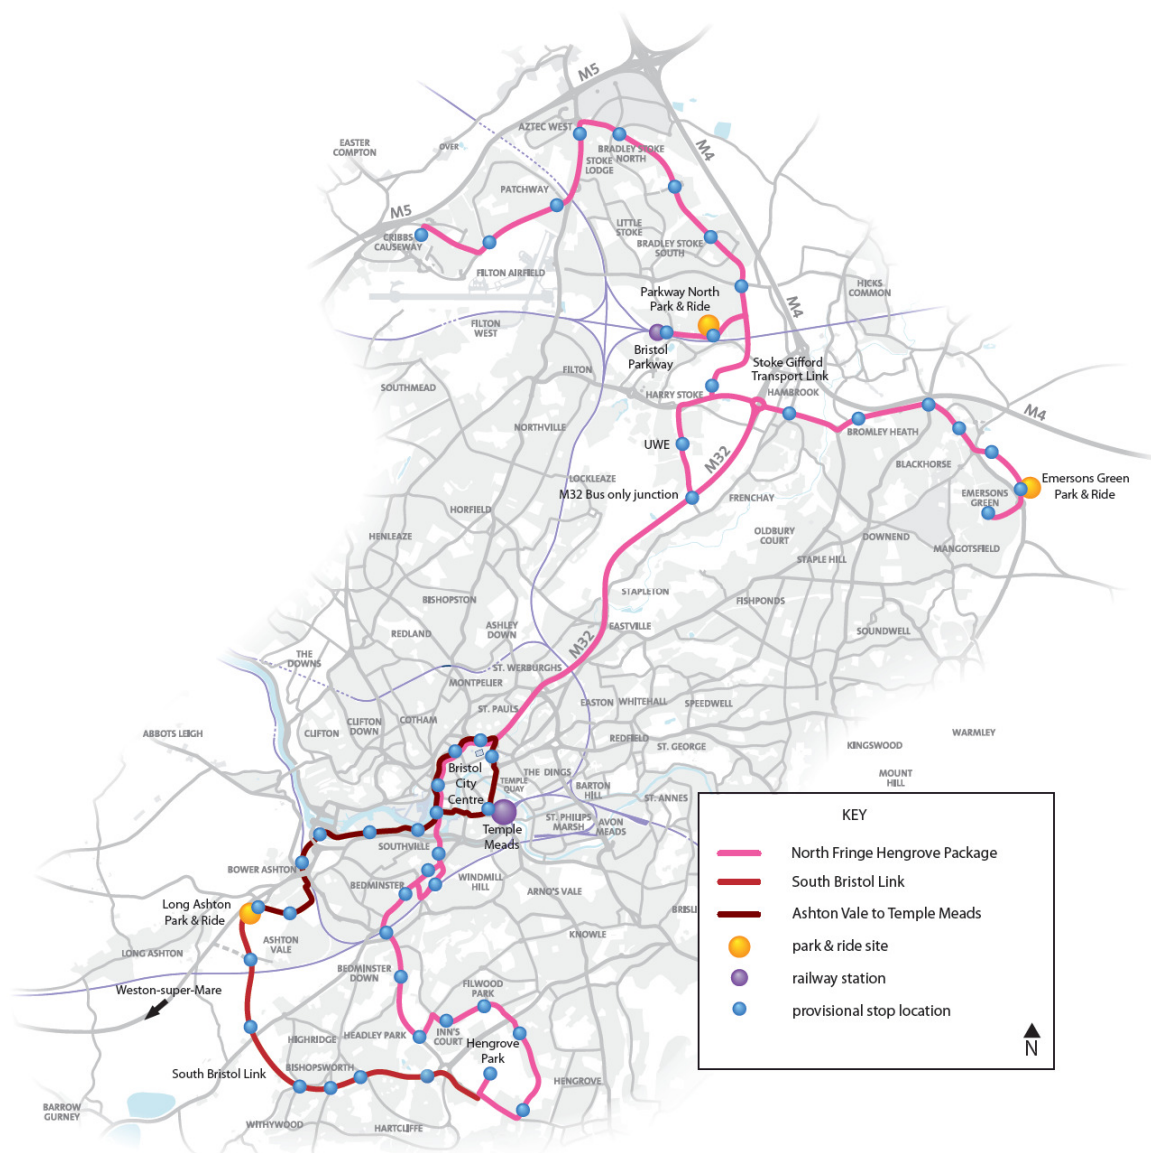 M5
AZTEC WEST
EASTER
COMPTON
OVER
BRADLEY STOKE
NORTH
M4
STOKE
LODGE
PATCHWAY
M5
LITTLE
STOKE
CRIBBS
CAUSEWAY
BRADLEY STOKE
SOUTH
FILTON AIRFIELD
HICKS
COMMON
Parkway North
Park & Ride
M4
FILTON
WEST
Bristol
Parkway
Stoke Gifford
Transport Link
FILTON
SOUTHMEAD
HARRY STOKE
HAMBROOK
M4
NORTHVILLE
BROMLEY HEATH
UWE
M32
BLACKHORSE
LOCKLEAZE
Emersons Green
Park & Ride
M32 Bus only junction
FRENCHAY
EMERSONS
GREEN
HORFIELD
OLDBURY
COURT
HENLEAZE
DOWNEND
MANGOTSFIELD
STAPLE HILL
STAPLETON
BISHOPSTON
FISHPONDS
ASHLEY
DOWN
EASTVILLE
REDLAND
SOUNDWELL
M32
THE
DOWNS
ST. WERBURGHS
MONTPELIER
EASTON
WHITEHALL
SPEEDWELL
ST. PAULS
CLIFTON
DOWN
COTHAM
ABBOTS LEIGH
CLIFTON
WARMLEY
REDFIELD
ST. GEORGE
KINGSWOOD
Bristol
City
Centre
THE DINGS
TEMPLE
QUAY
MOUNT
HILL
BARTON
HILL
ST. ANNES
ST. PHILIPS
MARSH
AVON
MEADS
Temple
Meads
SOUTHVILLE
BOWER ASHTON
BEDMINSTER
WINDMILL
HILL
ARNO'S VALE
BRISLI
Long Ashton
Park & Ride
KNOWLE
ASHTON
VALE
LONG ASHTON
BEDMINSTER
DOWN
Weston-super-Mare
FILWOOD
PARK
HEADLEY PARK
INN'S
COURT
HIGHRIDGE
Hengrove
Park
South Bristol Link
BISHOPSWORTH
HENGROVE
BARROW
GURNEY
WITHYWOOD
HARTCLIFFE
KEY
North Fringe Hengrove Package
South Bristol Link
Ashton Vale to Temple Meads
park & ride site
railway station
provisional stop location
N